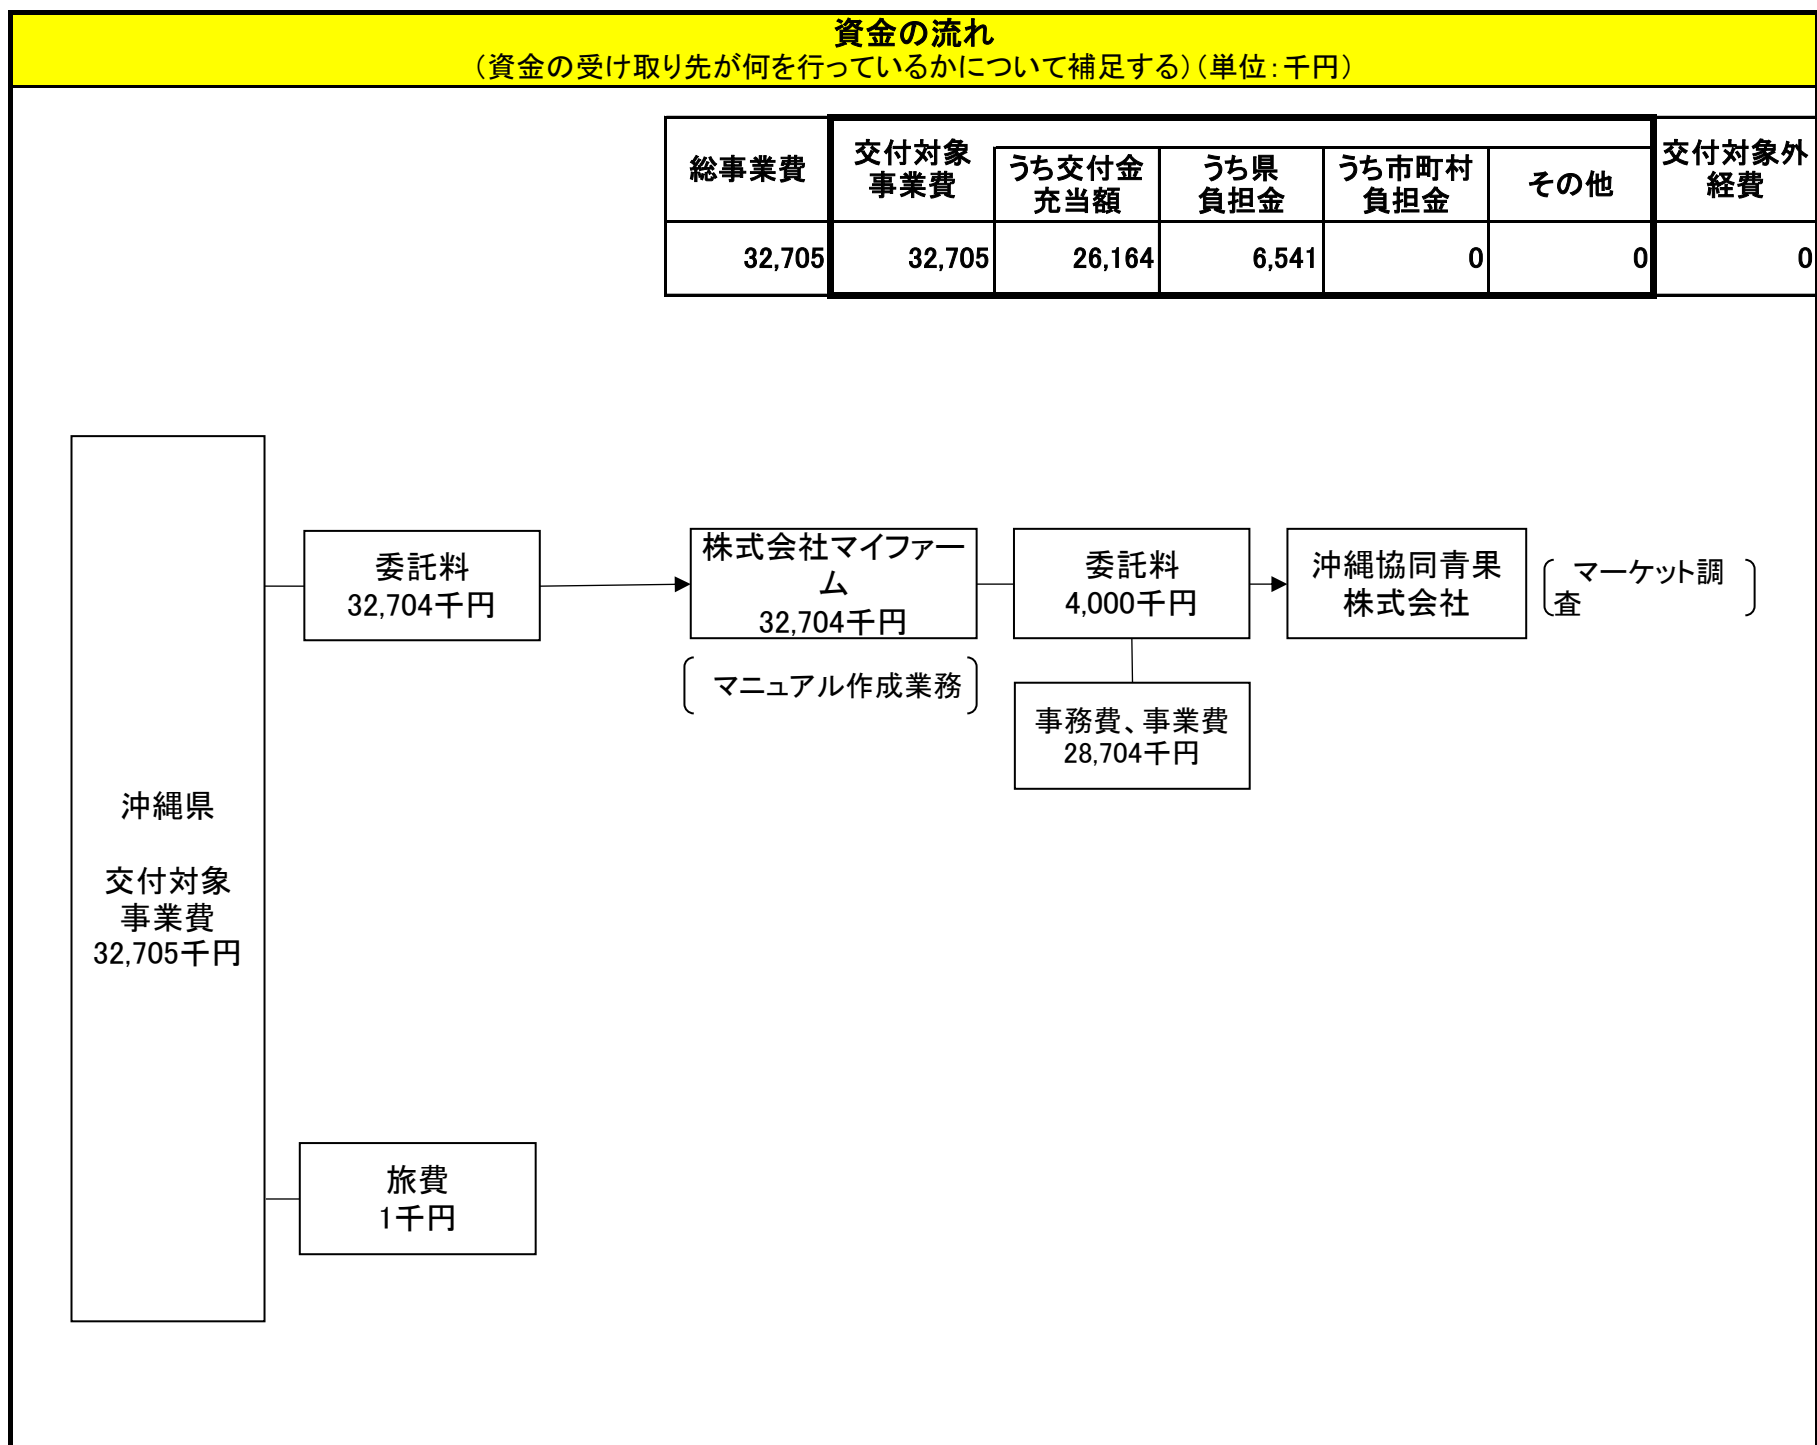 資金の流れ
（資金の受け取り先が何を行っているかについて補足する）（単位：千円）
総事業費
交付対象
事業費
うち交付金
充当額
うち県
負担金
うち市町村
負担金
その他
交付対象外
経費
32,705
32,705
26,164
6,541
0
0
0
沖縄県
交付対象
事業費
32,705千円
委託料
32,704千円
株式会社マイファー
ム
32,704千円
マニュアル作成業務
委託料
4,000千円
事務費、事業費
28,704千円
沖縄協同青果
株式会社
マーケット調
査
旅費
1千円